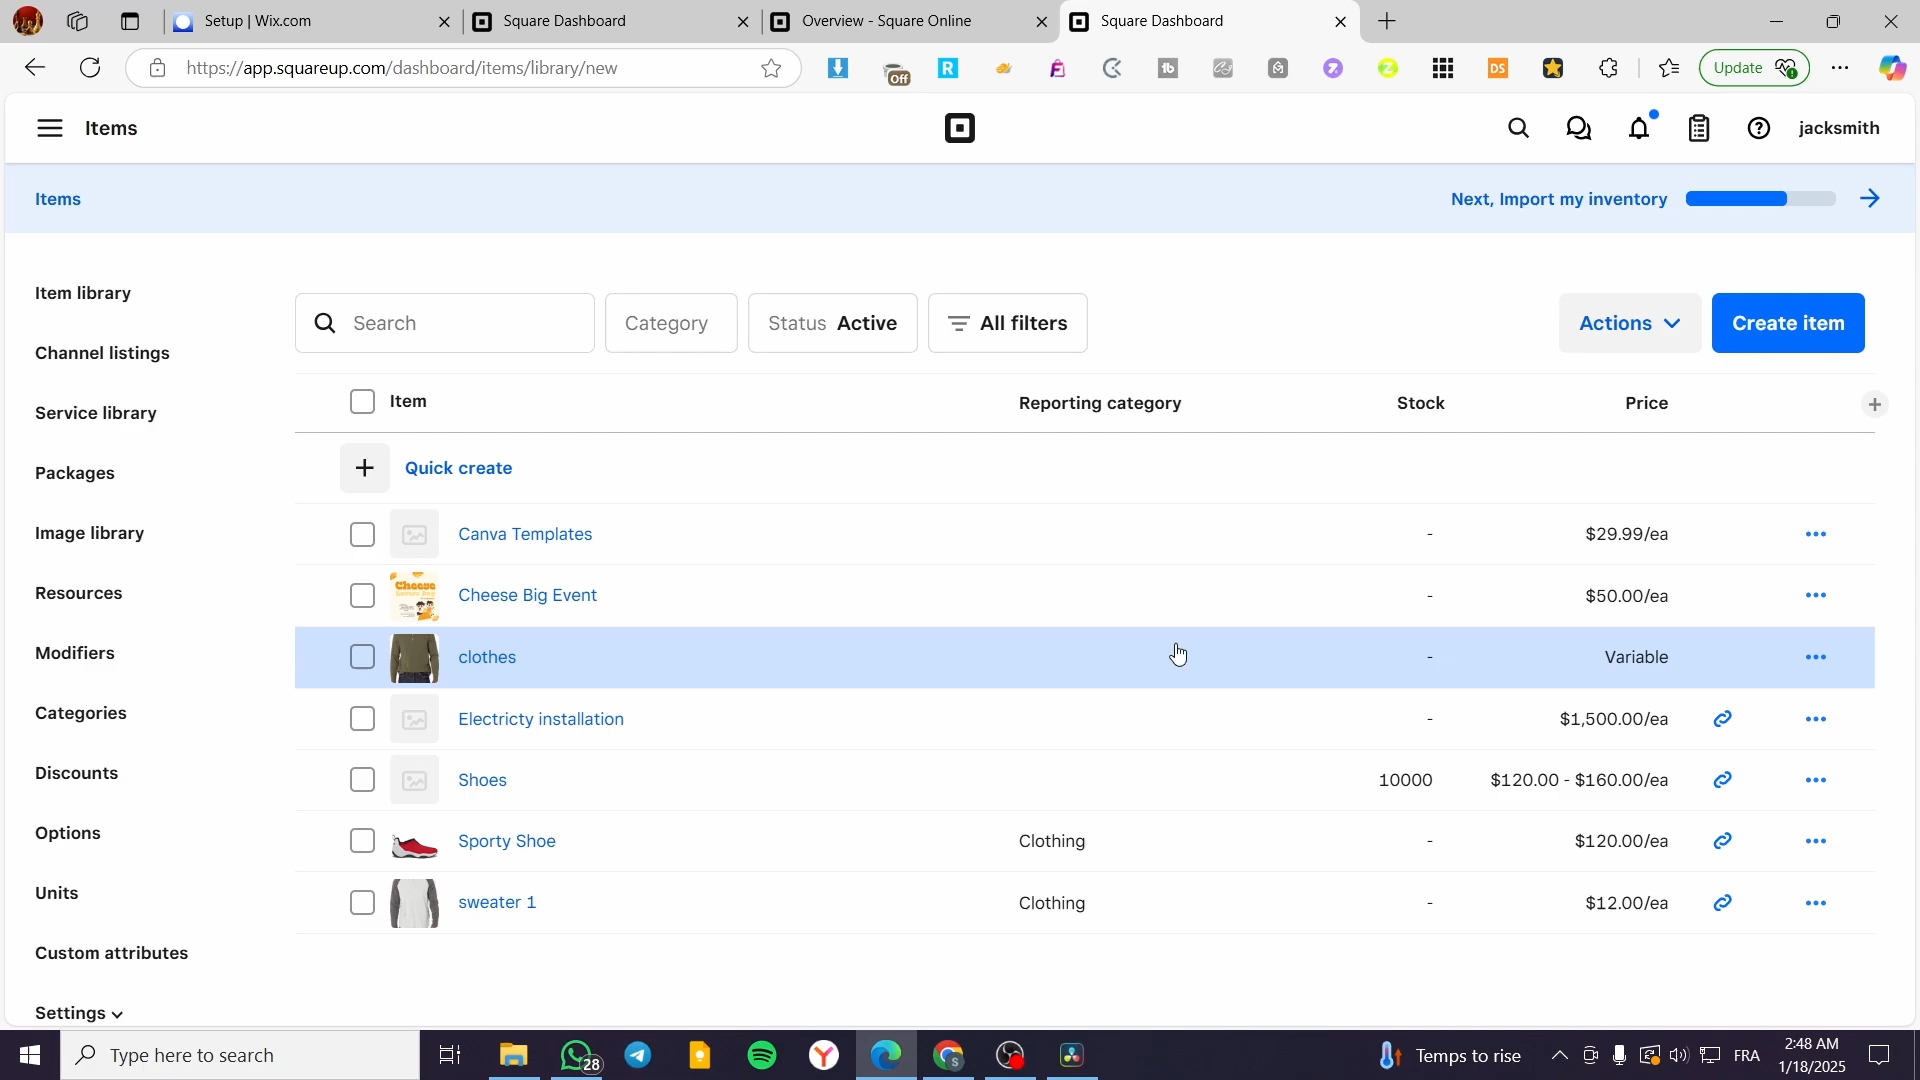 Setup | Wix.com
Square Dashboard
Overview - Square Online
Square Dashboard
https://app.squareup.com/dashboard/items/library/new
Off
R
tb
DS
Update
Items
jacksmith
Items
Next, Import my inventory
Item library
Channel listings
Service library
Packages
Image library
Resources
Modifiers
Categories
Discounts
Options
Units
Custom attributes
Settings
Search
Category
Status Active
All filters
Actions
Create item
Item
Reporting category
Stock
Price
Quick create
Canva Templates - $29.99/ea
Cheese Big Event - $50.00/ea
clothes - Variable
Electricty installation - $1,500.00/ea
Shoes 10000 $120.00 - $160.00/ea
Sporty Shoe Clothing - $120.00/ea
sweater 1 Clothing - $12.00/ea
Type here to search
28
Temps to rise
FRA
2:48 AM
1/18/2025